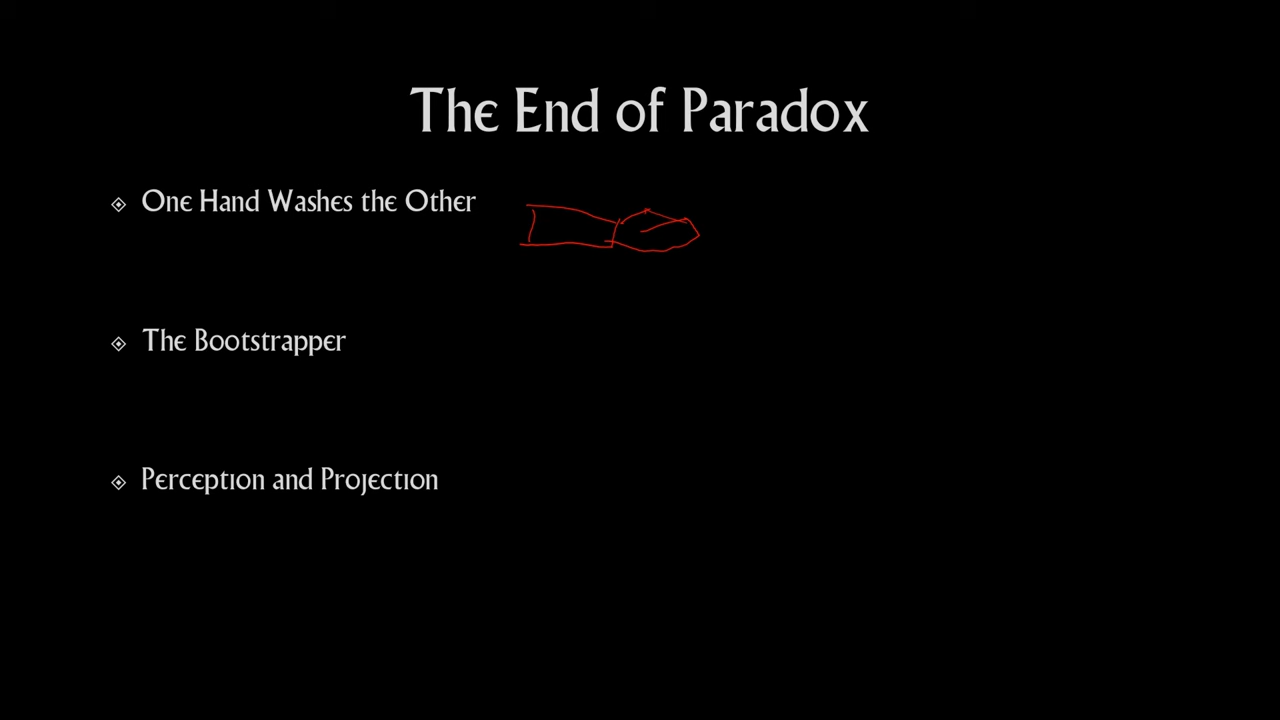 The End of Paradox
One Hand Washes the Other
The Bootstrapper
Perception and Projection